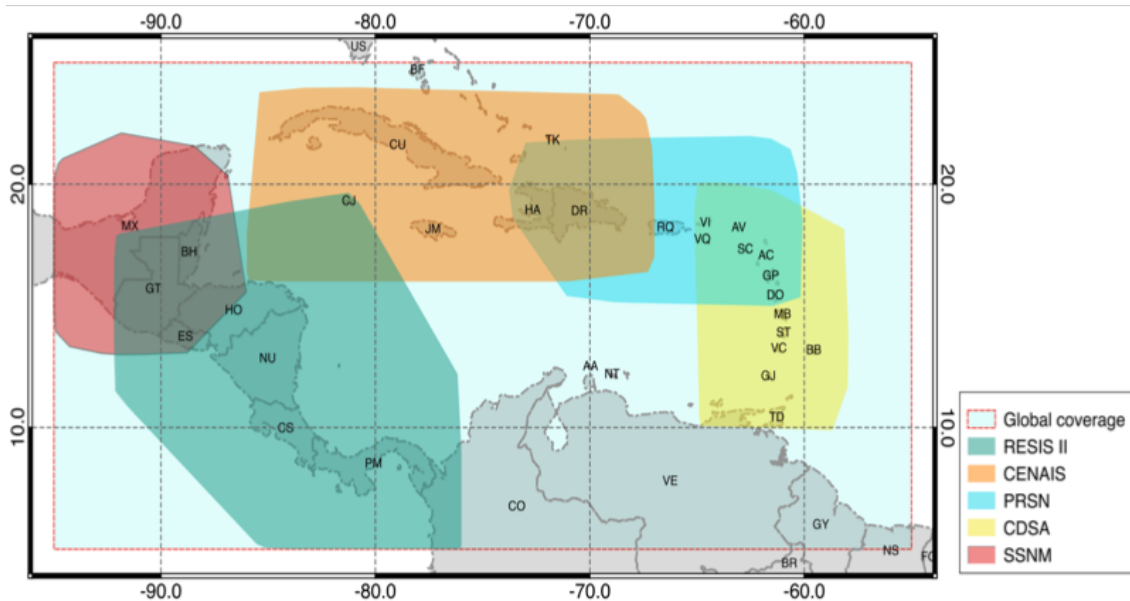 -90.0 -80.0 -70.0 -60.0
US
BF
TK
CU
20.0 20.0
CJ HA DR
MX JM RQ VI AV
VQ
BH SC AC
GT GP
HO DO
MB
ES ST
VC BB
NU
AA NT GJ
TD
10.0 CS 10.0
PM
CO VE
GY
BR NS FG
-90.0 -80.0 -70.0 -60.0
Global coverage
RESIS II
CENAIS
PRSN
CDSA
SSNM